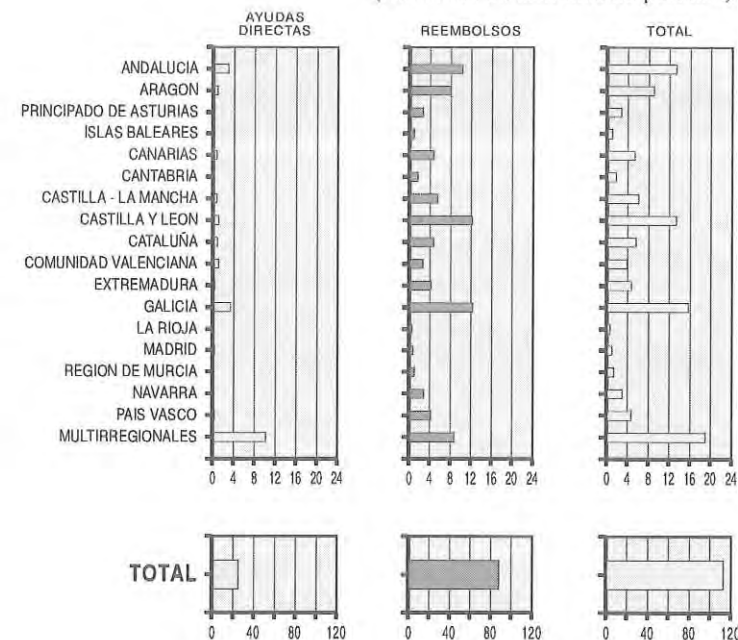 AYUDAS
DIRECTAS
REEMBOLSOS
TOTAL
ANDALUCIA
ARAGON
PRINCIPADO DE ASTURIAS
ISLAS BALEARES
CANARIAS
CANTABRIA
CASTILLA - LA MANCHA
CASTILLA Y LEON
CATALUÑA
COMUNIDAD VALENCIANA
EXTREMADURA
GALICIA
LA RIOJA
MADRID
REGION DE MURCIA
NAVARRA
PAIS VASCO
MULTIRREGIONALES
0 4 8 12 16 20 24
0 4 8 12 16 20 24
0 4 8 12 16 20 24
TOTAL
0 40 80 120
0 40 80 120
0 40 80 120